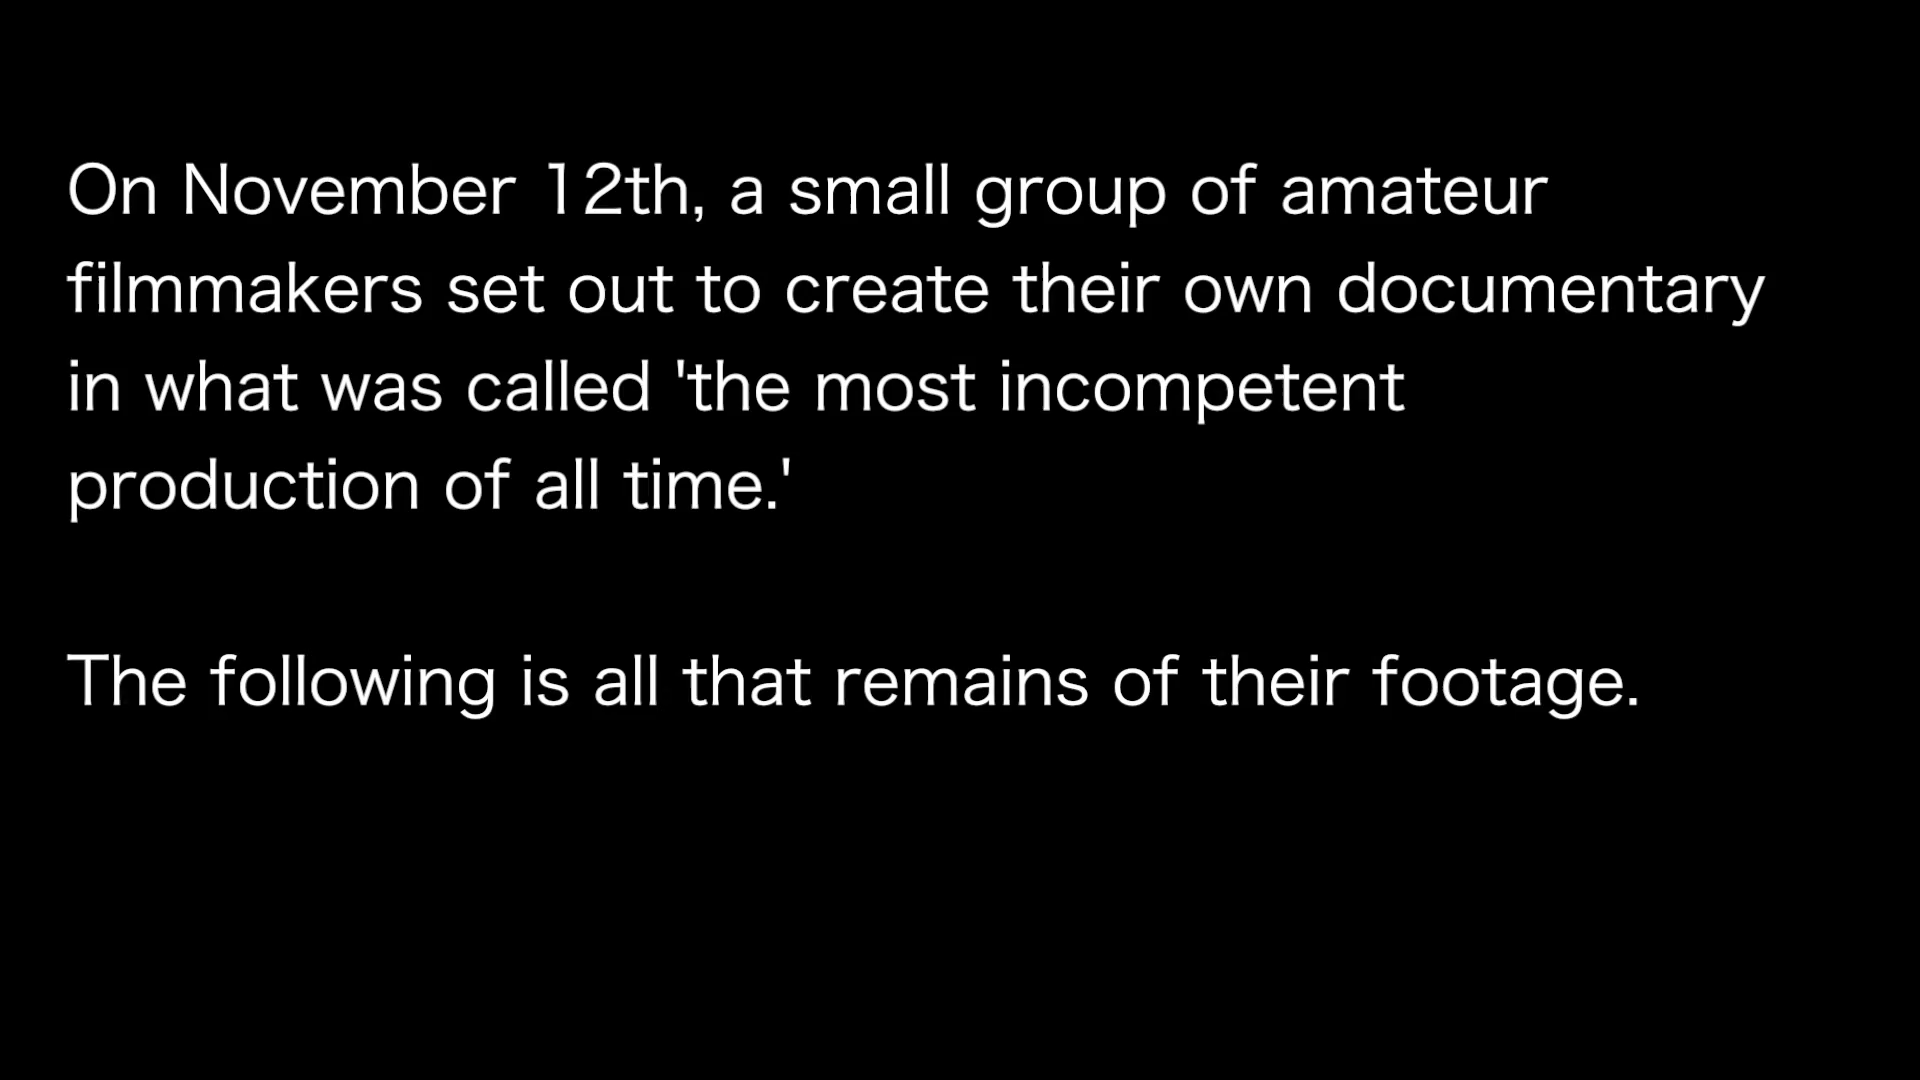 On November 12th, a small group of amateur
filmmakers set out to create their own documentary
in what was called 'the most incompetent
production of all time.'
The following is all that remains of their footage.